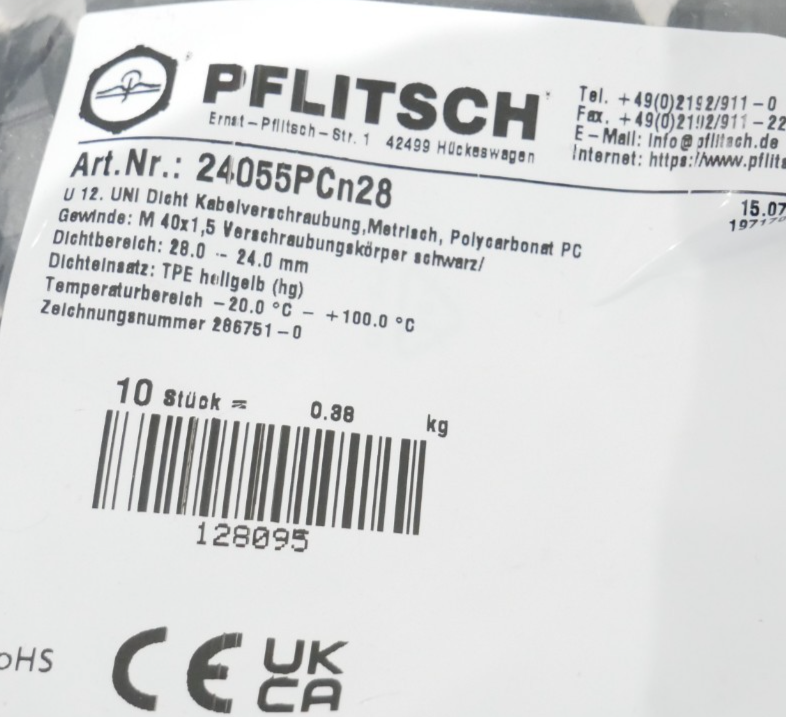 PFLITSCH
Ernst-Pflitsch-Str. 1 42499 Hückeswagen
Tel. +49(0)2192/911-0
Fax. +49(0)2192/911-22
E-Mail: info@pflitsch.de
Internet: https://www.pflits
Art.Nr.: 24055PCn28
15.07
U 12. UNI Dicht Kabelverschraubung,Metrisch, Polycarbonat PC
Gewinde: M 40x1,5 Verschraubungskörper schwarz/
Dichtbereich: 28.0 - 24.0 mm
Dichteinsatz: TPE hellgelb (hg)
Temperaturbereich -20.0 °C - +100.0 °C
Zeichnungsnummer 286751-0
10 Stück = 0.38 kg
128095
oHS CE UK
CA